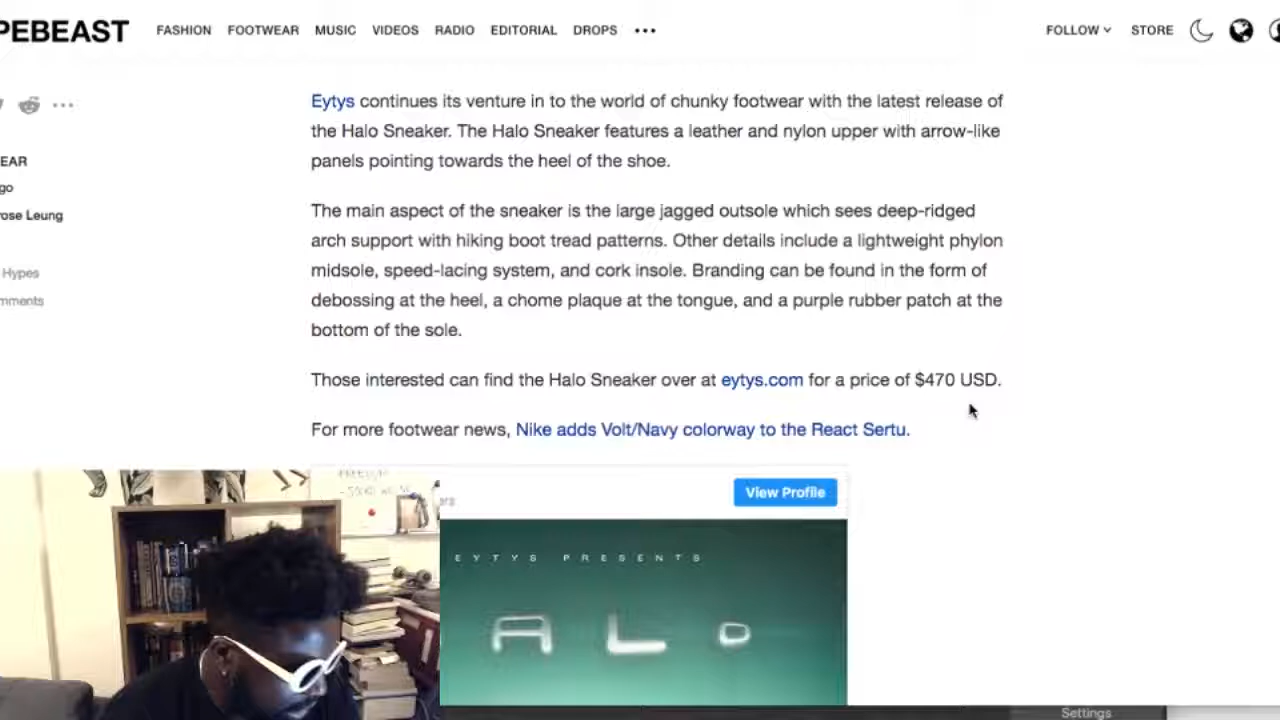 PEBEAST
FASHION FOOTWEAR MUSIC VIDEOS RADIO EDITORIAL DROPS
FOLLOW STORE
EAR
go
rose Leung
Hypes
mments
Eytys continues its venture in to the world of chunky footwear with the latest release of
the Halo Sneaker. The Halo Sneaker features a leather and nylon upper with arrow-like
panels pointing towards the heel of the shoe.
The main aspect of the sneaker is the large jagged outsole which sees deep-ridged
arch support with hiking boot tread patterns. Other details include a lightweight phylon
midsole, speed-lacing system, and cork insole. Branding can be found in the form of
debossing at the heel, a chome plaque at the tongue, and a purple rubber patch at the
bottom of the sole.
Those interested can find the Halo Sneaker over at eytys.com for a price of $470 USD.
For more footwear news, Nike adds Volt/Navy colorway to the React Sertu.
FREEDOM
ers
View Profile
EYTYS PRESENTS
ALO
Settings